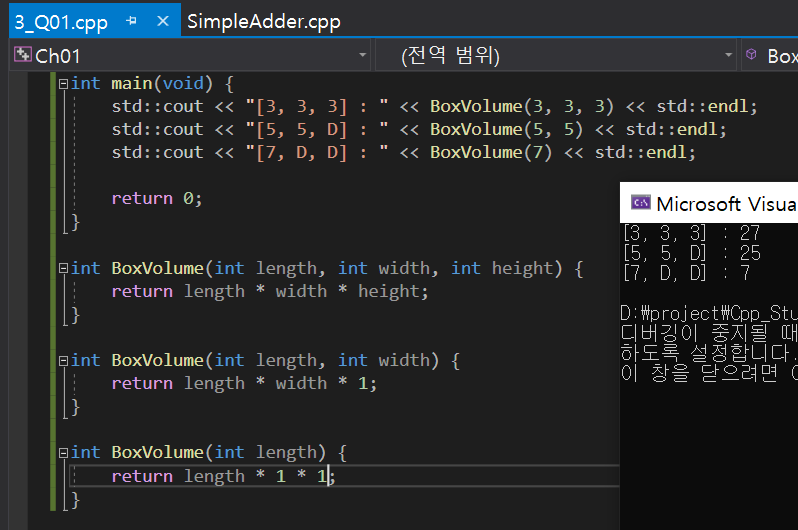 3_Q01.cpp
SimpleAdder.cpp
Ch01
(전역 범위)
Box
int main(void) {
std::cout << "[3, 3, 3] : " << BoxVolume(3, 3, 3) << std::endl;
std::cout << "[5, 5, D] : " << BoxVolume(5, 5) << std::endl;
std::cout << "[7, D, D] : " << BoxVolume(7) << std::endl;
return 0;
}
int BoxVolume(int length, int width, int height) {
return length * width * height;
}
int BoxVolume(int length, int width) {
return length * width * 1;
}
int BoxVolume(int length) {
return length * 1 * 1;
}
Microsoft Visua
[3, 3, 3] : 27
[5, 5, D] : 25
[7, D, D] : 7
D:₩project₩Cpp_Stu
디버깅이 중지될 때
하도록 설정합니다.
이 창을 닫으려면